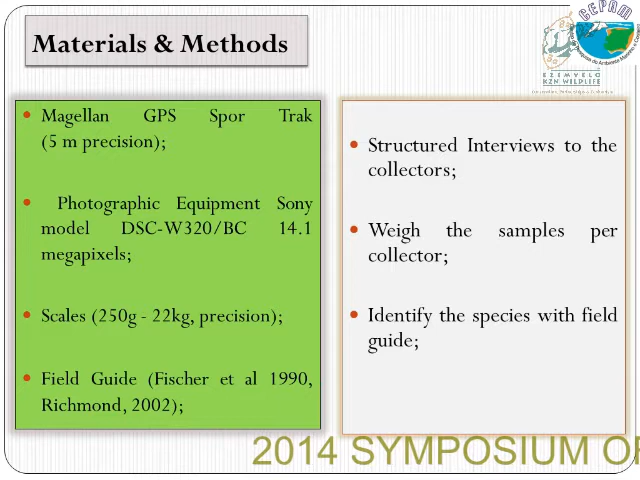 Materials & Methods
CEPAM
EZEMVELO
KZN WILDLIFE
Magellan GPS Spor Trak
(5 m precision);
Photographic Equipment Sony
model DSC-W320/BC 14.1
megapixels;
Scales (250g - 22kg, precision);
Field Guide (Fischer et al 1990,
Richmond, 2002);
Structured Interviews to the
collectors;
Weigh the samples per
collector;
Identify the species with field
guide;
2014 SYMPOSIUM OF